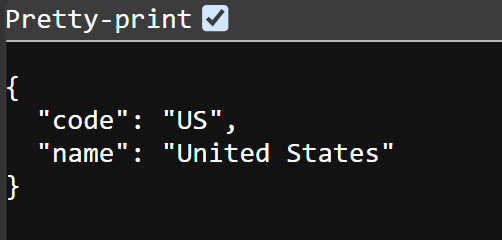 Pretty-print
{
  "code": "US",
  "name": "United States"
}